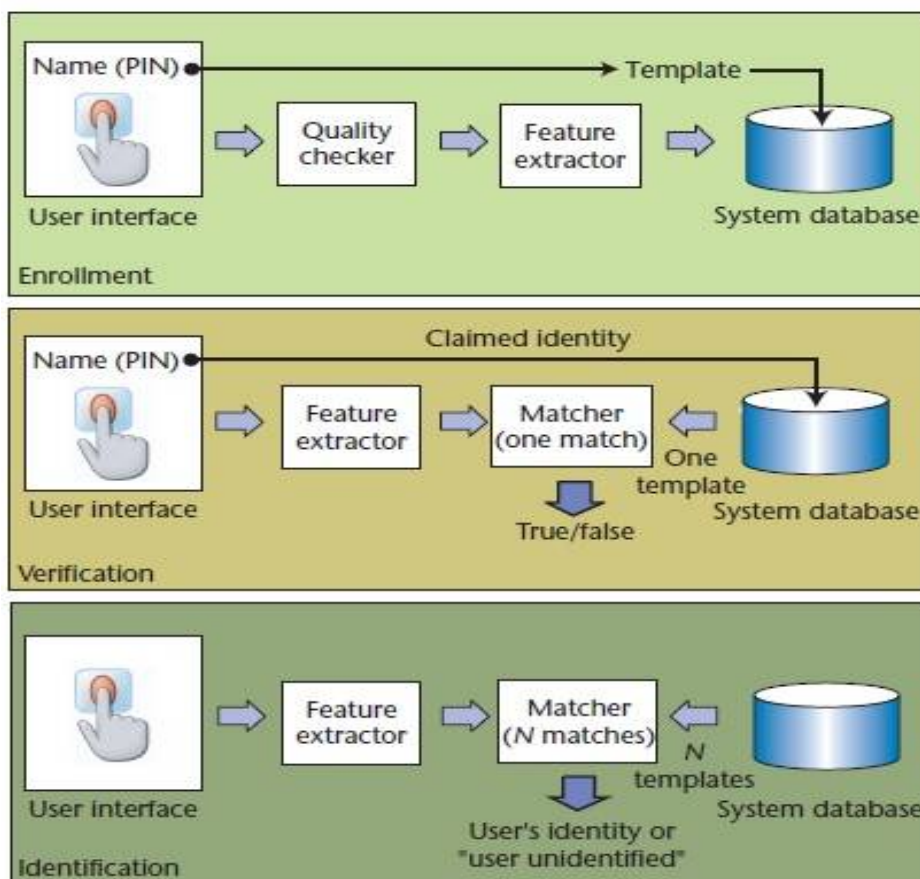 Name (PIN)
Template
Quality
checker
Feature
extractor
User interface
System database
Enrollment
Name (PIN)
Claimed identity
Feature
extractor
Matcher
(one match)
One
template
User interface
True/false
System database
Verification
Feature
extractor
Matcher
(N matches)
N
templates
User interface
System database
User's identity or
"user unidentified"
Identification